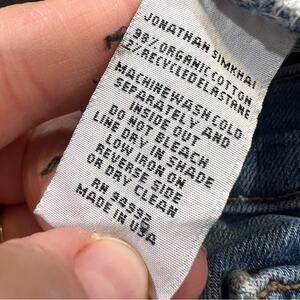 JONATHAN SIMKHAI
98% ORGANIC COTTON
2% RECYCLED ELASTANE
MACHINE WASH COLD
SEPARATELY AND
INSIDE OUT
DO NOT BLEACH
LINE DRY IN SHADE
LOW IRON ON
REVERSE SIDE
OR DRY CLEAN
RN 94992
MADE IN USA